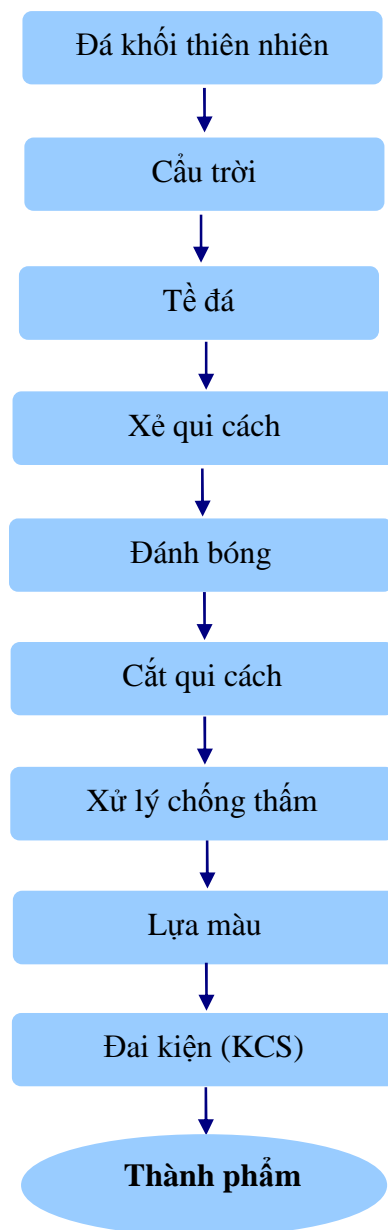 Đá khối thiên nhiên
Cẩu trời
Tề đá
Xẻ qui cách
Đánh bóng
Cắt qui cách
Xử lý chống thấm
Lựa màu
Đai kiện (KCS)
Thành phẩm